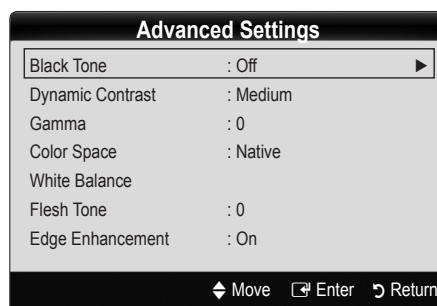 Advanced Settings
Black Tone : Off ▶
Dynamic Contrast : Medium
Gamma : 0
Color Space : Native
White Balance
Flesh Tone : 0
Edge Enhancement : On
Move Enter Return